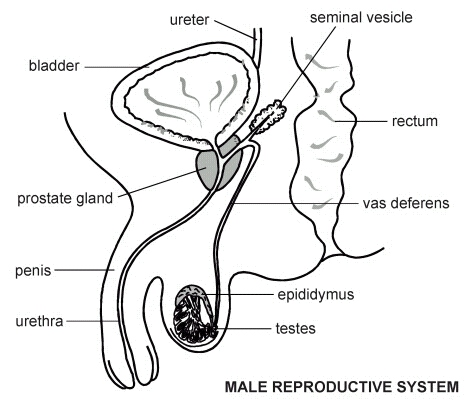 seminal vesicle
ureter
bladder
rectum
prostate gland
vas deferens
penis
epididymus
urethra
testes
MALE REPRODUCTIVE SYSTEM